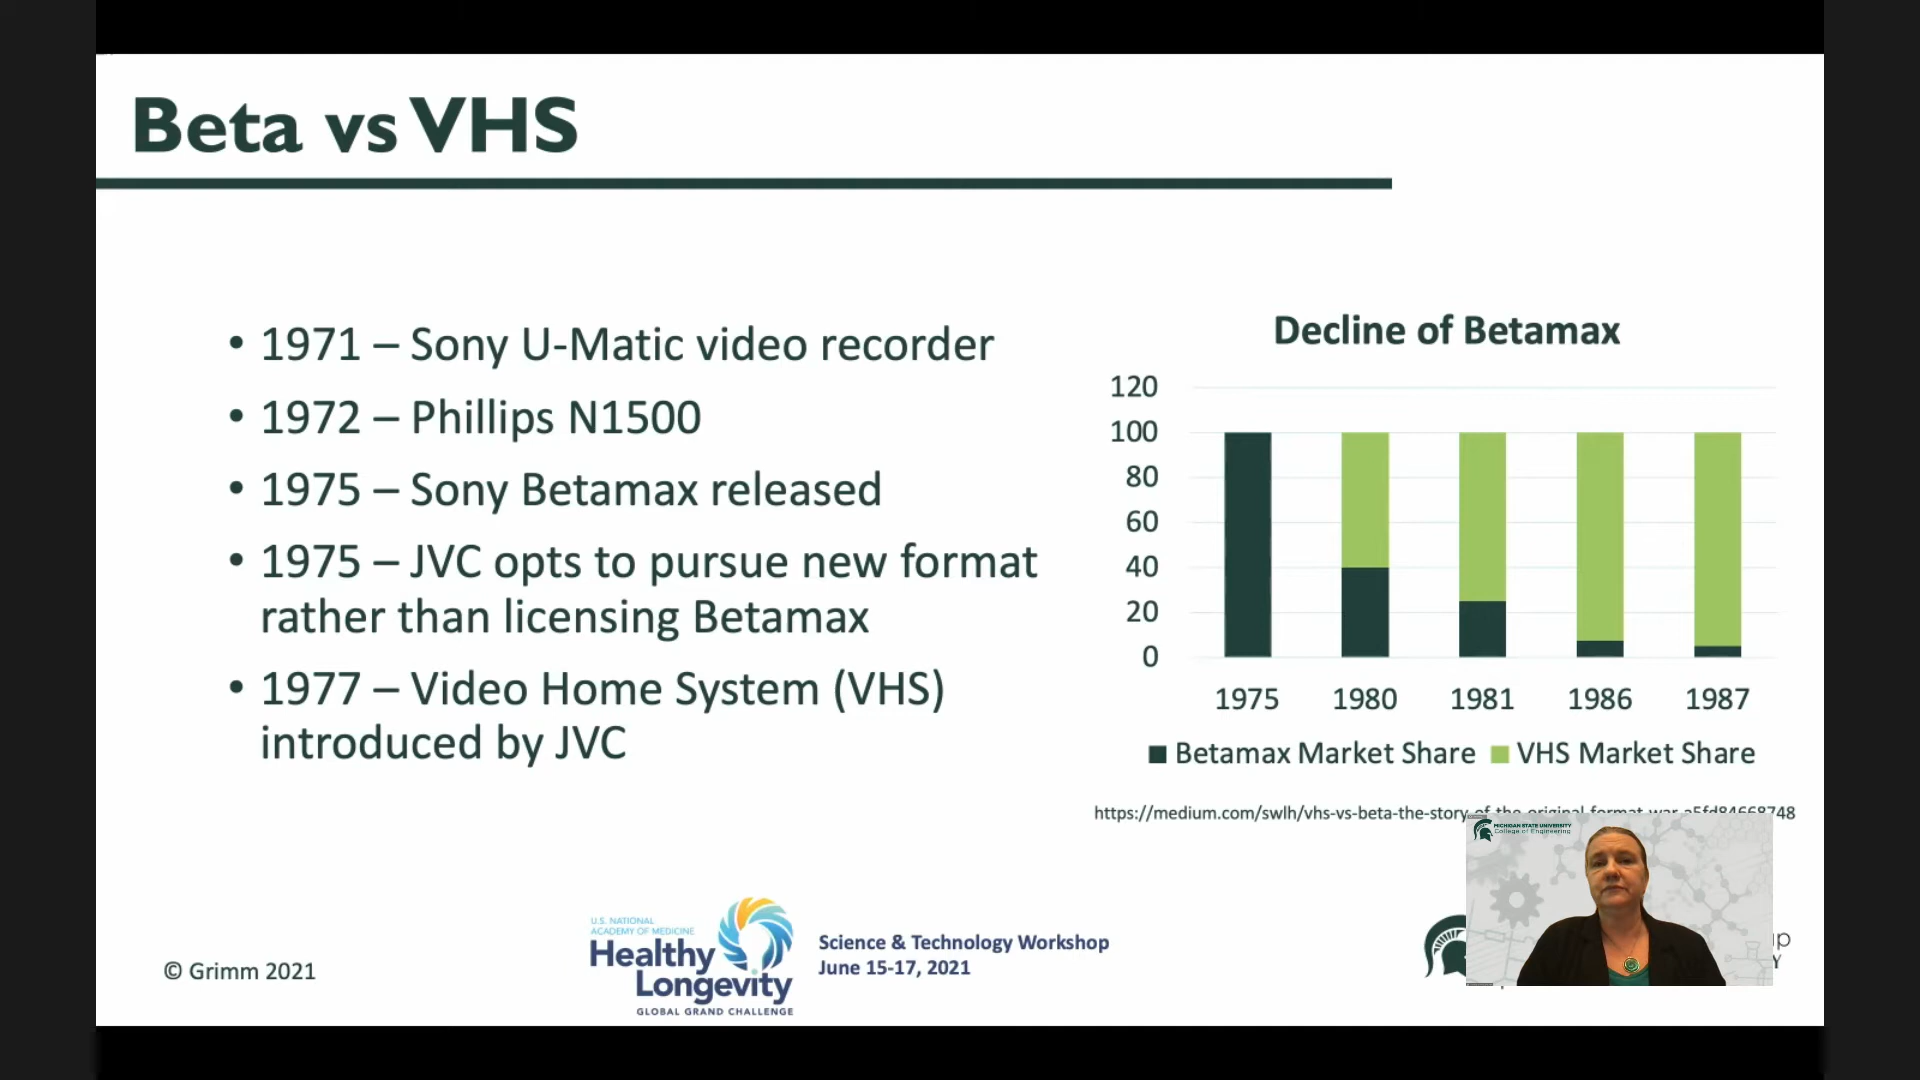 Beta vs VHS
• 1971 – Sony U-Matic video recorder
• 1972 – Phillips N1500
• 1975 – Sony Betamax released
• 1975 – JVC opts to pursue new format
rather than licensing Betamax
• 1977 – Video Home System (VHS)
introduced by JVC
Decline of Betamax
120
100
80
60
40
20
0
1975 1980 1981 1986 1987
Betamax Market Share VHS Market Share
https://medium.com/swlh/vhs-vs-beta-the-story-of-the-original-format-war-a5fd84668748
MICHIGAN STATE UNIVERSITY
College of Engineering
© Grimm 2021
U.S. NATIONAL
ACADEMY OF MEDICINE
Healthy
Longevity
GLOBAL GRAND CHALLENGE
Science & Technology Workshop
June 15-17, 2021